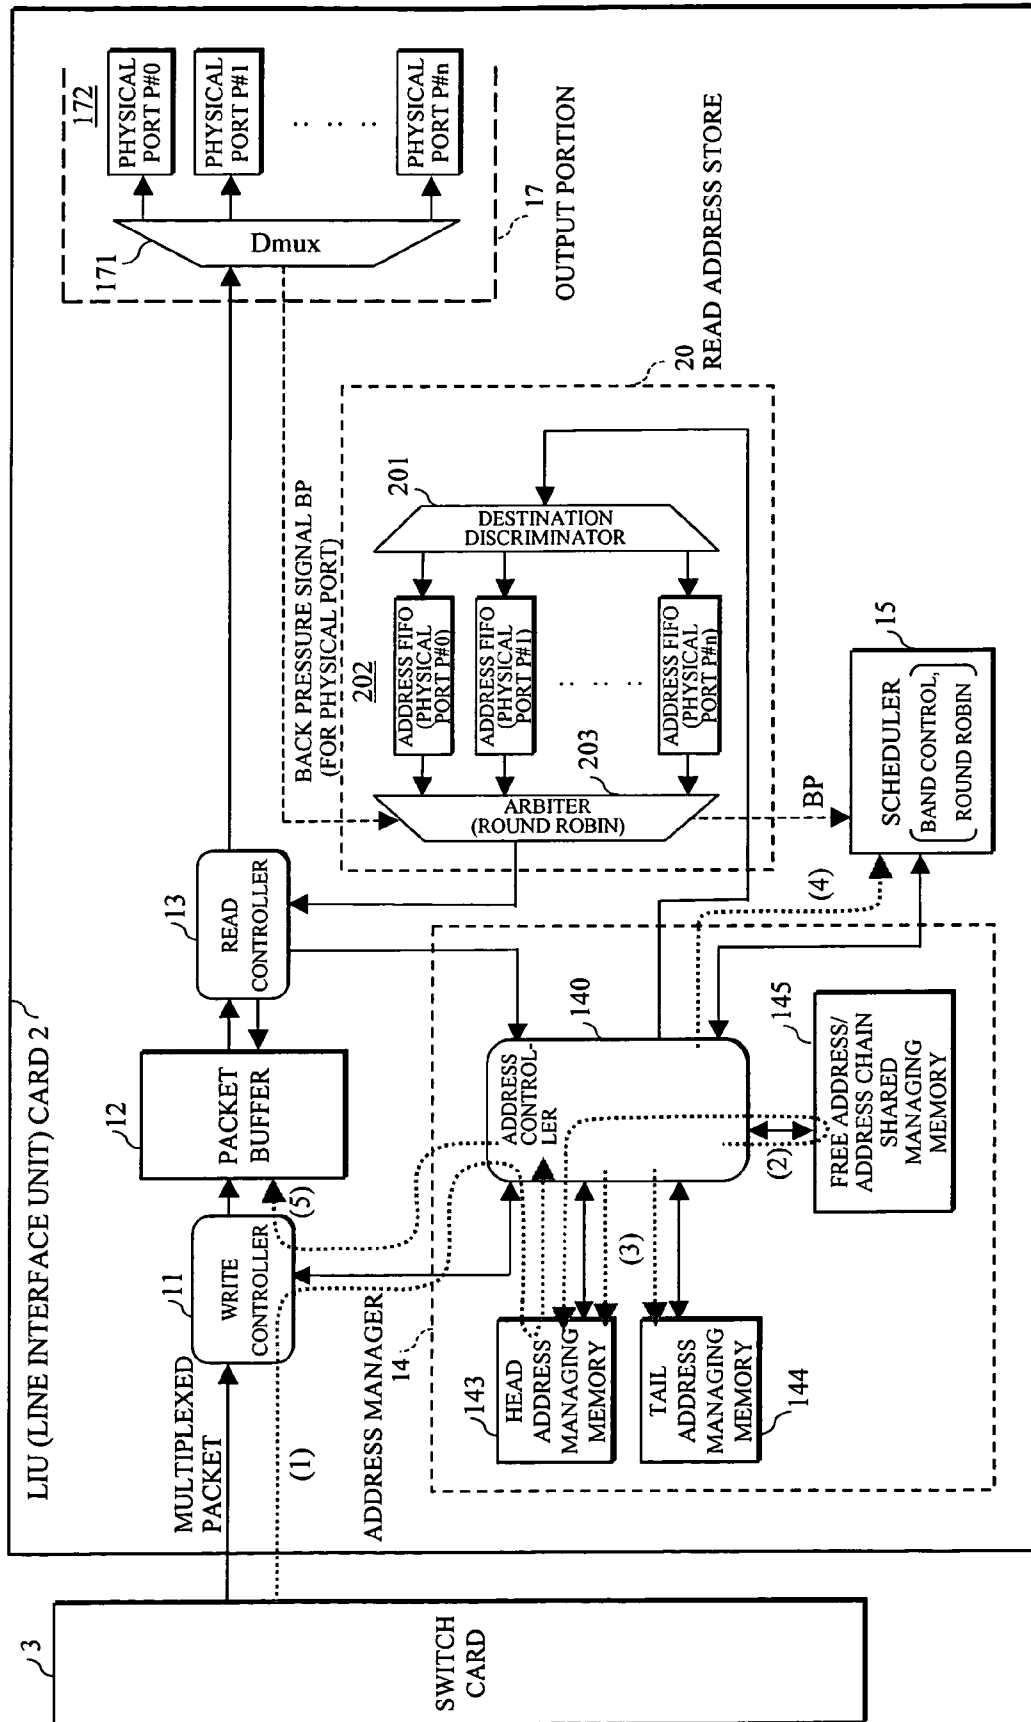 LIU (LINE INTERFACE UNIT) CARD 2
3
SWITCH
CARD
MULTIPLEXED
PACKET
(1)
11
WRITE
CONTROLLER
(5)
12
PACKET
BUFFER
13
READ
CONTROLLER
BACK PRESSURE SIGNAL BP
(FOR PHYSICAL PORT)
171
Dmux
172
PHYSICAL
PORT P#0
PHYSICAL
PORT P#1
PHYSICAL
PORT P#n
17
OUTPUT PORTION
20
READ ADDRESS STORE
201
DESTINATION
DISCRIMINATOR
202
ADDRESS FIFO
(PHYSICAL
PORT P#0)
ADDRESS FIFO
(PHYSICAL
PORT P#1)
ADDRESS FIFO
(PHYSICAL
PORT P#n)
203
ARBITER
(ROUND ROBIN)
BP
15
SCHEDULER
BAND CONTROL,
ROUND ROBIN
(4)
ADDRESS MANAGER
14
140
ADDRESS
CONTROL-
LER
143
HEAD
ADDRESS
MANAGING
MEMORY
(3)
TAIL
ADDRESS
MANAGING
MEMORY
144
(2)
145
FREE ADDRESS/
ADDRESS CHAIN
SHARED
MANAGING
MEMORY